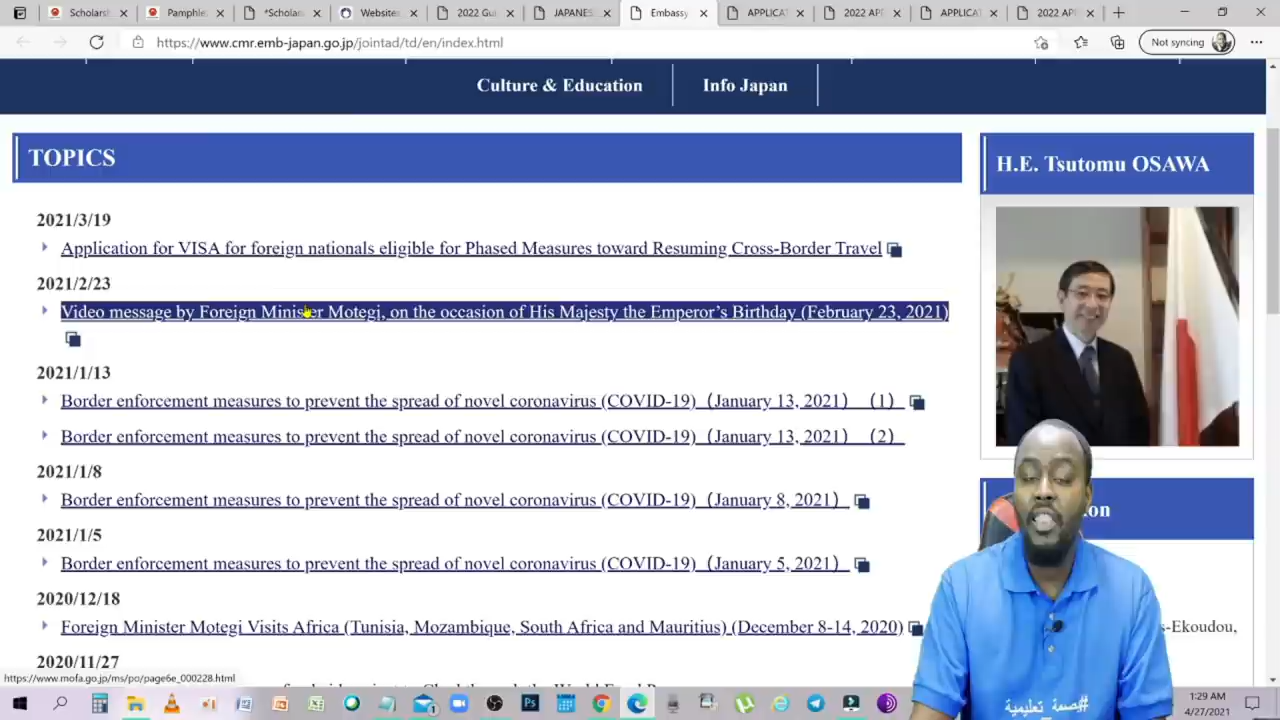 Scholarsh
Pamphle
*Scholar
Websites
2022 Gui
JAPANES
Embassy
APPLICAT
2022 APP
APPLICAT
2022 APP
https://www.cmr.emb-japan.go.jp/jointad/td/en/index.html
Not syncing
Culture & Education
Info Japan
TOPICS
2021/3/19
Application for VISA for foreign nationals eligible for Phased Measures toward Resuming Cross-Border Travel
2021/2/23
Video message by Foreign Minister Motegi, on the occasion of His Majesty the Emperor's Birthday (February 23, 2021)
2021/1/13
Border enforcement measures to prevent the spread of novel coronavirus (COVID-19)（January 13, 2021）（1）
Border enforcement measures to prevent the spread of novel coronavirus (COVID-19)（January 13, 2021）（2）
2021/1/8
Border enforcement measures to prevent the spread of novel coronavirus (COVID-19)（January 8, 2021）
2021/1/5
Border enforcement measures to prevent the spread of novel coronavirus (COVID-19)（January 5, 2021）
2020/12/18
Foreign Minister Motegi Visits Africa (Tunisia, Mozambique, South Africa and Mauritius) (December 8-14, 2020)
2020/11/27
H.E. Tsutomu OSAWA
on
s-Ekoudou,
https://www.mofa.go.jp/ms/po/page6e_000228.html
#بصمة_تعليمية
1:29 AM
4/27/2021